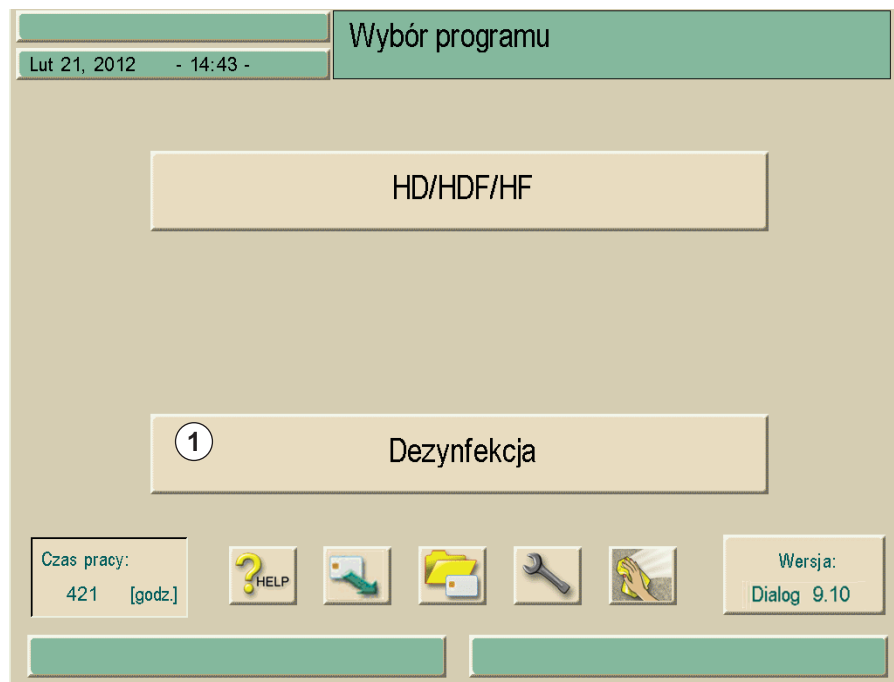 Wybór programu
Lut 21, 2012 - 14:43 -
HD/HDF/HF
1 Dezynfekcja
Czas pracy:
421 [godz.]
?HELP
Wersja:
Dialog 9.10